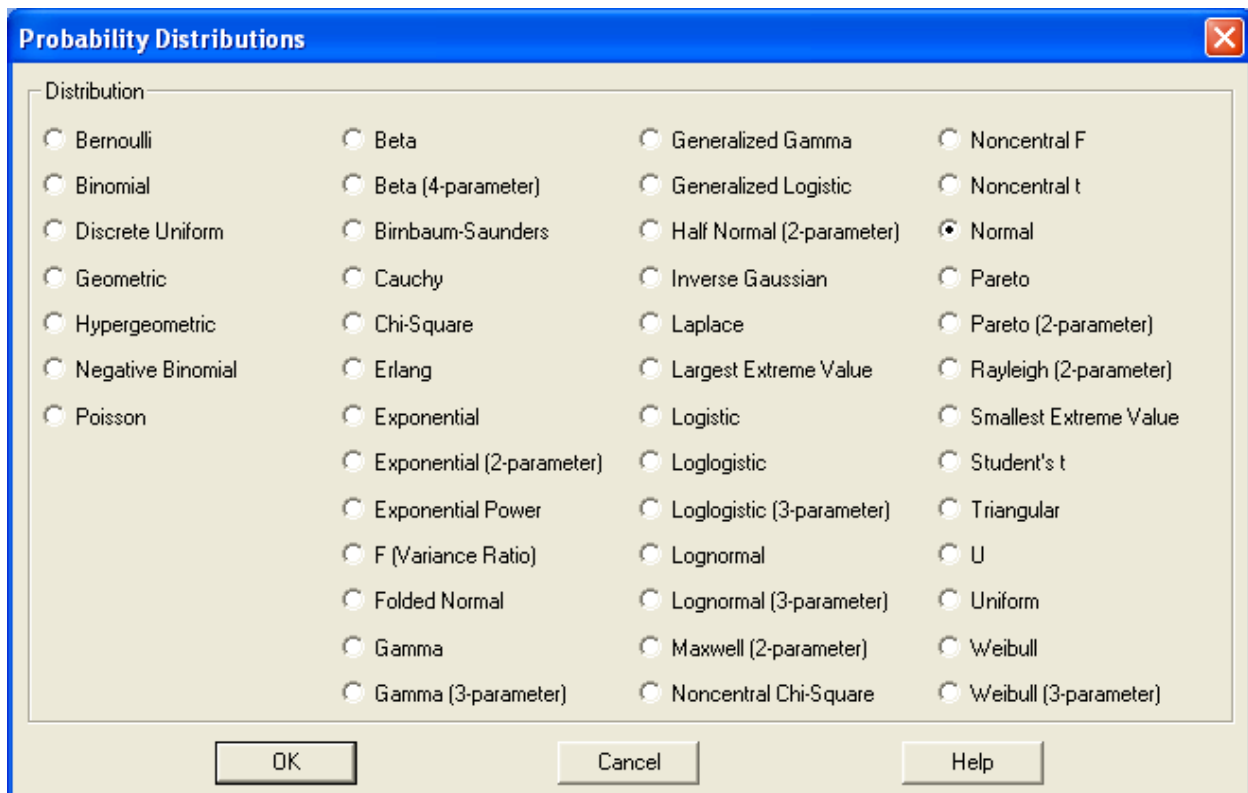 Probability Distributions
Distribution
Bernoulli
Binomial
Discrete Uniform
Geometric
Hypergeometric
Negative Binomial
Poisson
Beta
Beta (4-parameter)
Birnbaum-Saunders
Cauchy
Chi-Square
Erlang
Exponential
Exponential (2-parameter)
Exponential Power
F (Variance Ratio)
Folded Normal
Gamma
Gamma (3-parameter)
Generalized Gamma
Generalized Logistic
Half Normal (2-parameter)
Inverse Gaussian
Laplace
Largest Extreme Value
Logistic
Loglogistic
Loglogistic (3-parameter)
Lognormal
Lognormal (3-parameter)
Maxwell (2-parameter)
Noncentral Chi-Square
Noncentral F
Noncentral t
Normal
Pareto
Pareto (2-parameter)
Rayleigh (2-parameter)
Smallest Extreme Value
Student's t
Triangular
U
Uniform
Weibull
Weibull (3-parameter)
OK
Cancel
Help